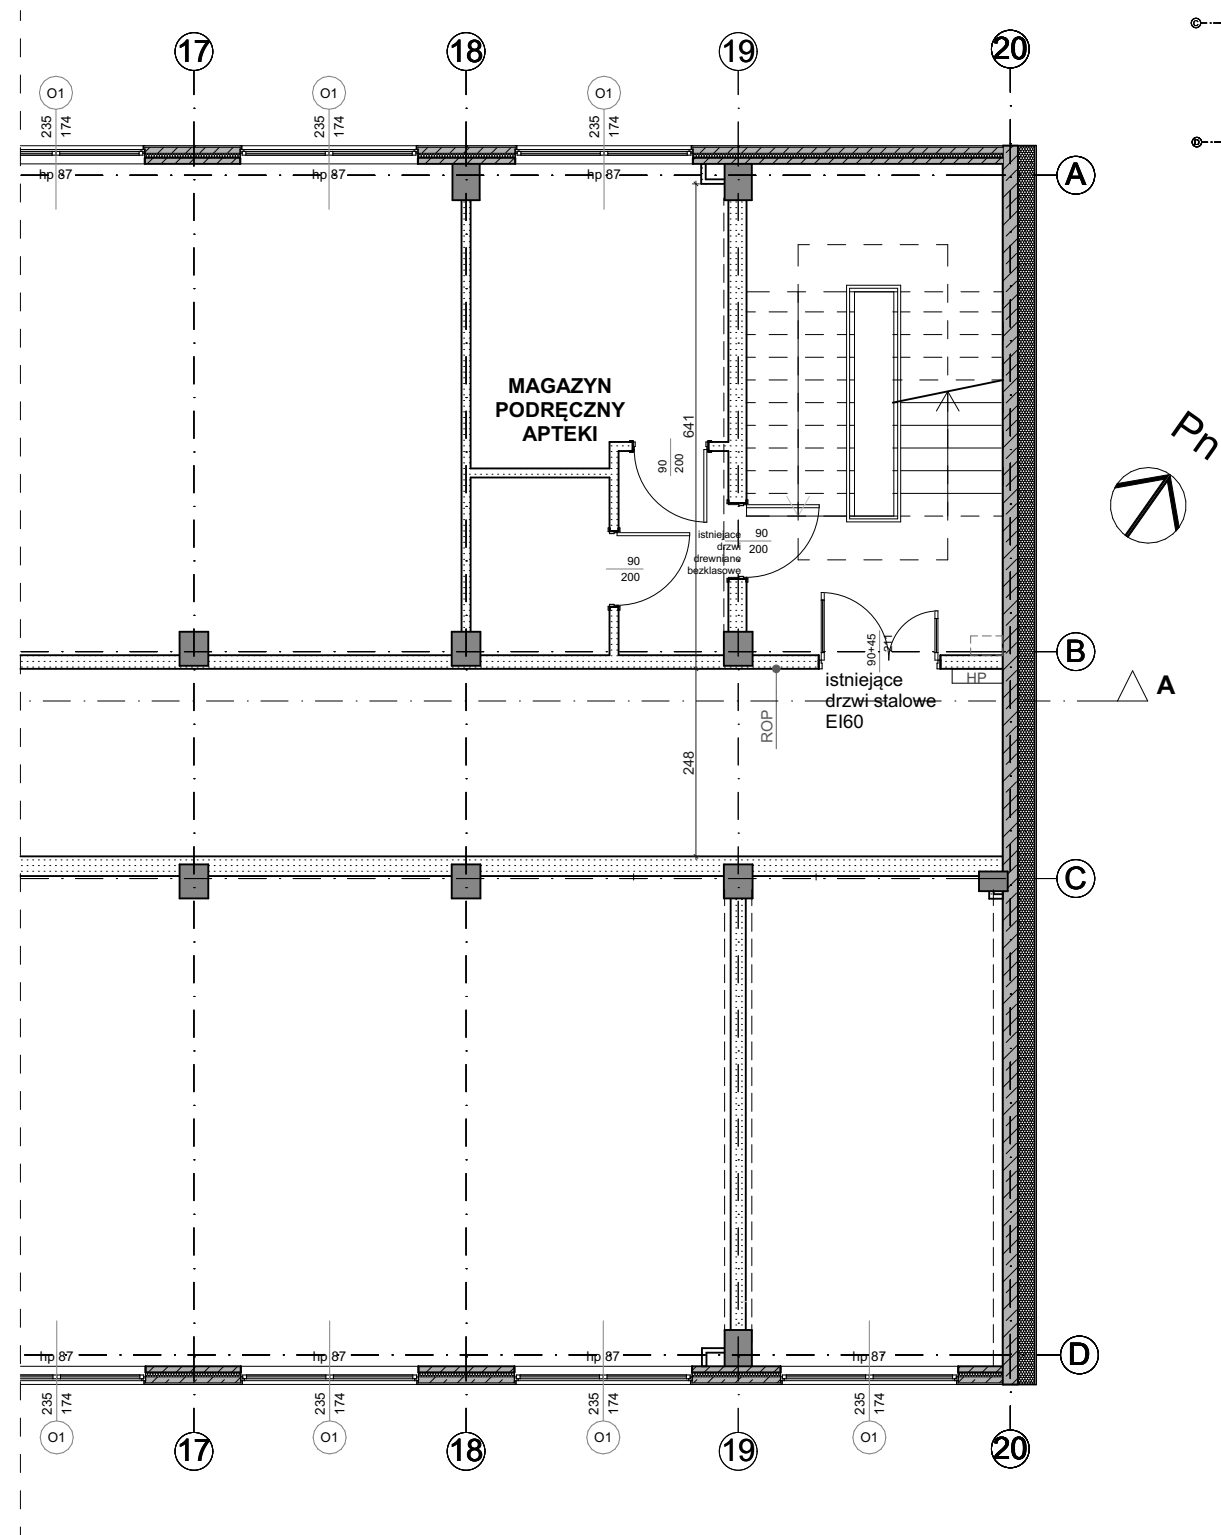 17
18
19
20
C
D
O1
O1
O1
235
174
235
174
235
174
hp 87
hp 87
hp 87
A
MAGAZYN
PODRĘCZNY
APTEKI
641
90
200
Pn
istniejące
drzwi
drewniane
bezklasowe
90
200
90
200
90+45
211
B
HP
istniejące
drzwi stalowe
EI60
A
ROP
248
C
hp 87
hp 87
hp 87
hp 87
D
235
174
235
174
235
174
235
174
O1
O1
O1
O1
17
18
19
20